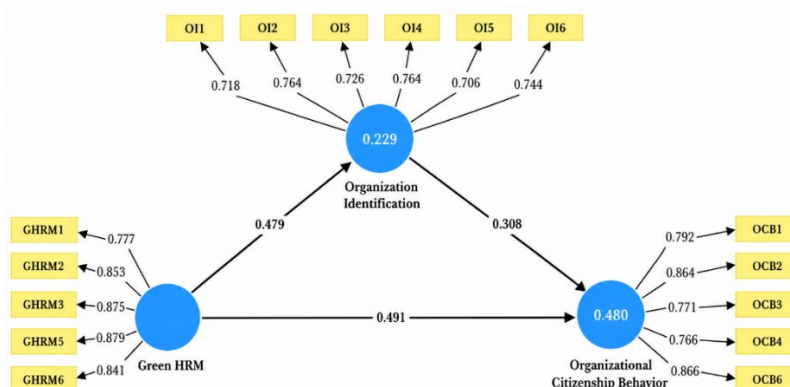 OI1 OI2 OI3 OI4 OI5 OI6
0.718 0.764 0.726 0.764 0.706 0.744
0.229
Organization
Identification
0.479 0.308
GHRM1
GHRM2
GHRM3
GHRM5
GHRM6
0.777
0.853
0.875
0.879
0.841
Green HRM
0.491
0.480
Organizational
Citizenship Behavior
0.792
0.864
0.771
0.766
0.866
OCB1
OCB2
OCB3
OCB4
OCB6